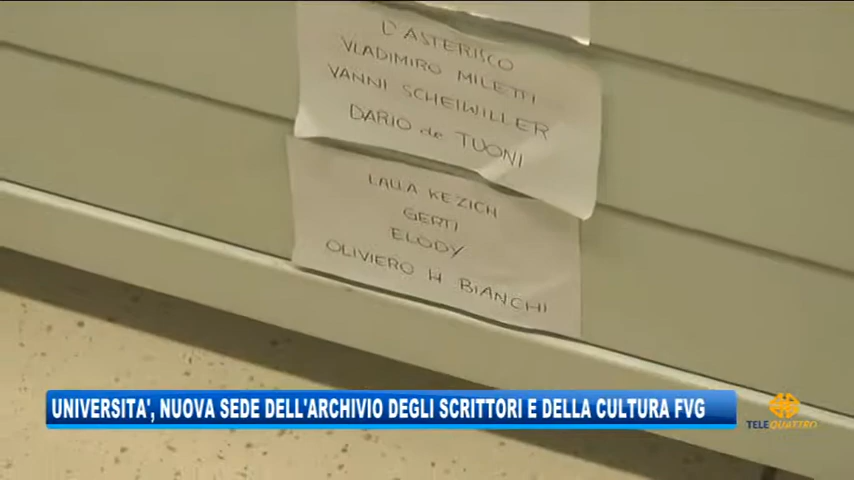 L'ASTERISCO
VLADIMIRO MILETTI
VANNI SCHEIWILLER
DARIO de TUONI
LALLA KEZICH
GERTI
ELODY
OLIVIERO H BIANCHI
UNIVERSITA', NUOVA SEDE DELL'ARCHIVIO DEGLI SCRITTORI E DELLA CULTURA FVG
TELEQUATTRO